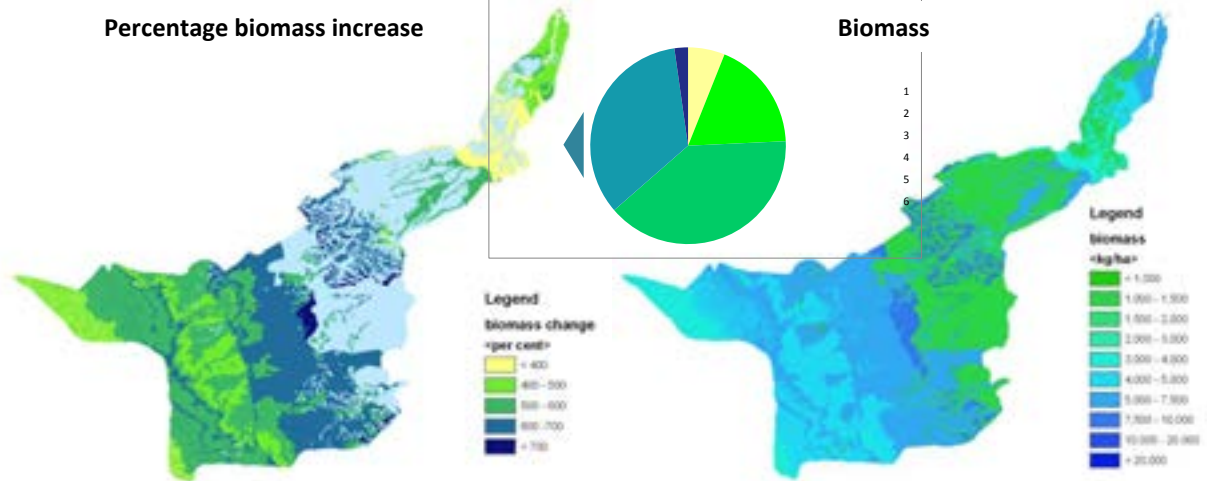 Percentage biomass increase
Biomass
1
2
3
4
5
6
Legend
biomass change
<per cent>
< 400
400 - 500
500 - 600
600 -700
> 700
Legend
biomass
<kg/ha>
< 1.000
1.000 - 1.500
1.500 - 2.000
2.000 - 3.000
3.000 - 4.000
4.000 - 5.000
5.000 - 7.500
7.500 - 10.000
10.000 - 20.000
> 20.000